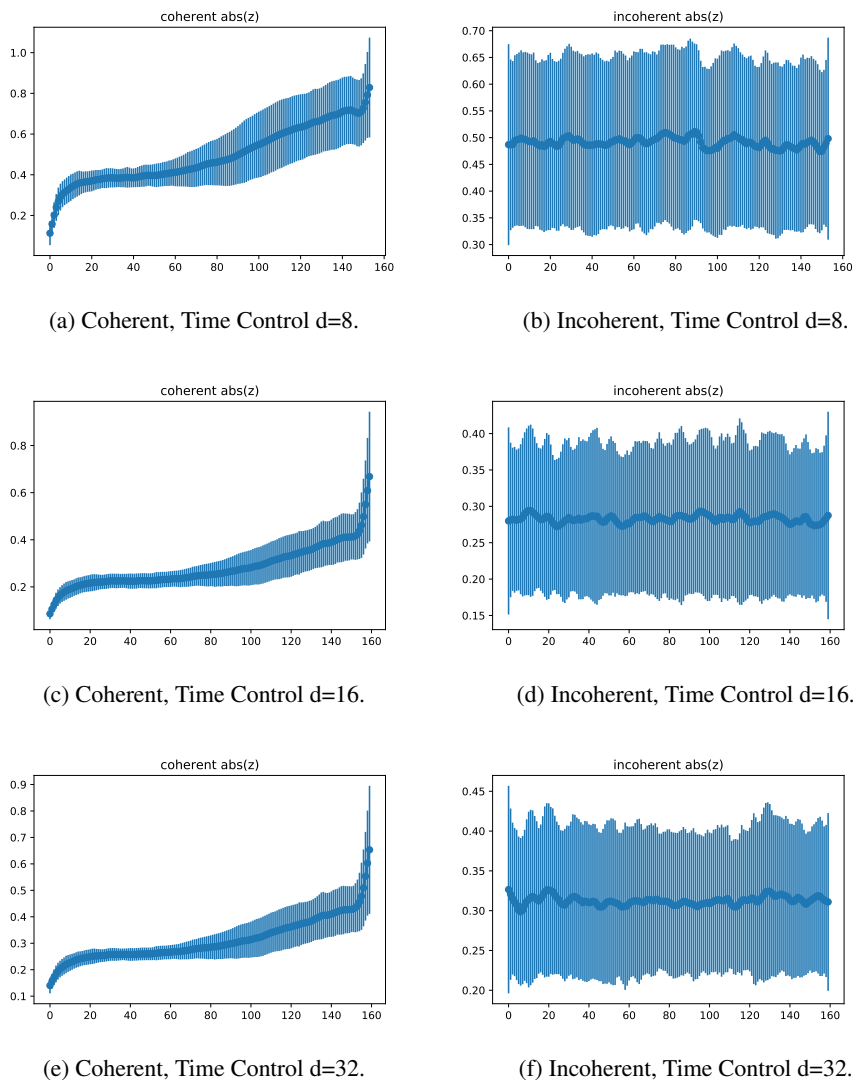 coherent abs(z)
1.0
0.8
0.6
0.4
0.2
0 20 40 60 80 100 120 140 160
(a) Coherent, Time Control d=8.
incoherent abs(z)
0.70
0.65
0.60
0.55
0.50
0.45
0.40
0.35
0.30
0 20 40 60 80 100 120 140 160
(b) Incoherent, Time Control d=8.
coherent abs(z)
0.8
0.6
0.4
0.2
0 20 40 60 80 100 120 140 160
(c) Coherent, Time Control d=16.
incoherent abs(z)
0.40
0.35
0.30
0.25
0.20
0.15
0 20 40 60 80 100 120 140 160
(d) Incoherent, Time Control d=16.
coherent abs(z)
0.9
0.8
0.7
0.6
0.5
0.4
0.3
0.2
0.1
0 20 40 60 80 100 120 140 160
(e) Coherent, Time Control d=32.
incoherent abs(z)
0.45
0.40
0.35
0.30
0.25
0.20
0 20 40 60 80 100 120 140 160
(f) Incoherent, Time Control d=32.